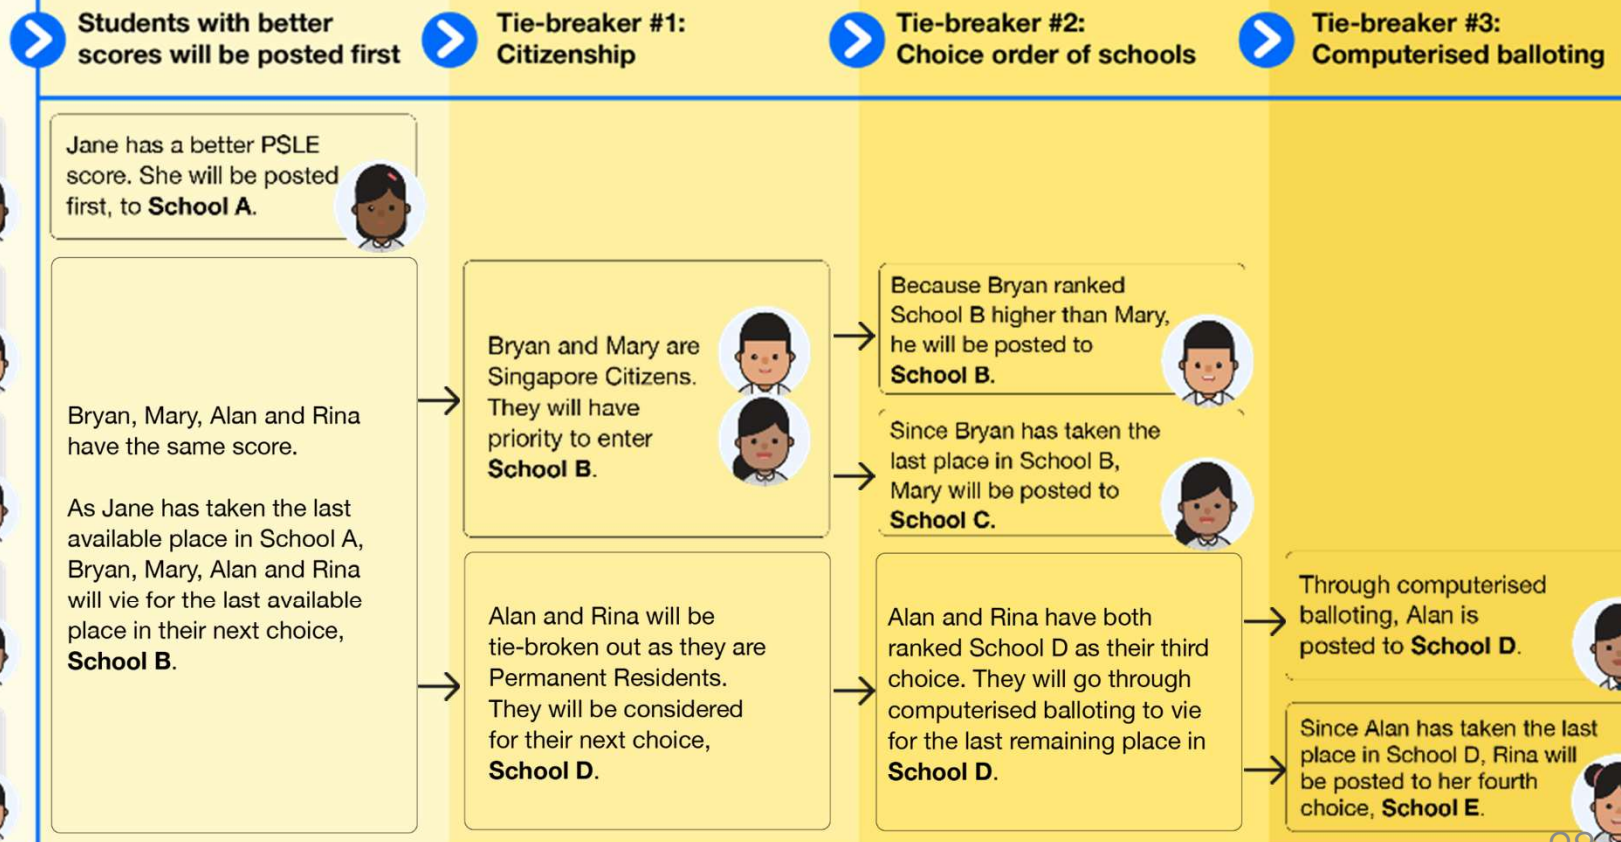 Students with better
scores will be posted first
Tie-breaker #1:
Citizenship
Tie-breaker #2:
Choice order of schools
Tie-breaker #3:
Computerised balloting
Jane has a better PSLE
score. She will be posted
first, to School A.
Bryan, Mary, Alan and Rina
have the same score.
As Jane has taken the last
available place in School A,
Bryan, Mary, Alan and Rina
will vie for the last available
place in their next choice,
School B.
Bryan and Mary are
Singapore Citizens.
They will have
priority to enter
School B.
Alan and Rina will be
tie-broken out as they are
Permanent Residents.
They will be considered
for their next choice,
School D.
Because Bryan ranked
School B higher than Mary,
he will be posted to
School B.
Since Bryan has taken the
last place in School B,
Mary will be posted to
School C.
Alan and Rina have both
ranked School D as their third
choice. They will go through
computerised balloting to vie
for the last remaining place in
School D.
Through computerised
balloting, Alan is
posted to School D.
Since Alan has taken the last
place in School D, Rina will
be posted to her fourth
choice, School E.